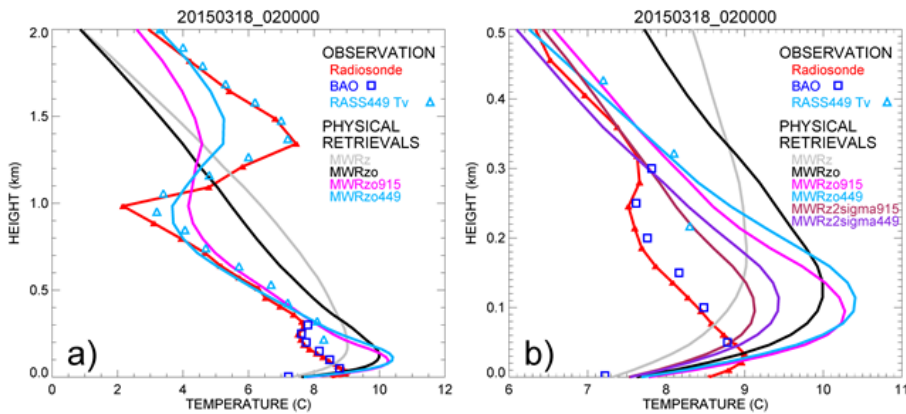 20150318_020000
2.0
1.5
1.0
0.5
0.0
HEIGHT (km)
0 2 4 6 8 10 12
TEMPERATURE (C)
OBSERVATION
Radiosonde
BAO
RASS449 Tv
PHYSICAL
RETRIEVALS
MWRz
MWRzo
MWRzo915
MWRzo449
a)
20150318_020000
0.5
0.4
0.3
0.2
0.1
0.0
HEIGHT (km)
6 7 8 9 10 11
TEMPERATURE (C)
OBSERVATION
Radiosonde
BAO
RASS449 Tv
PHYSICAL
RETRIEVALS
MWRz
MWRzo
MWRzo915
MWRzo449
MWRz2sigma915
MWRz2sigma449
b)